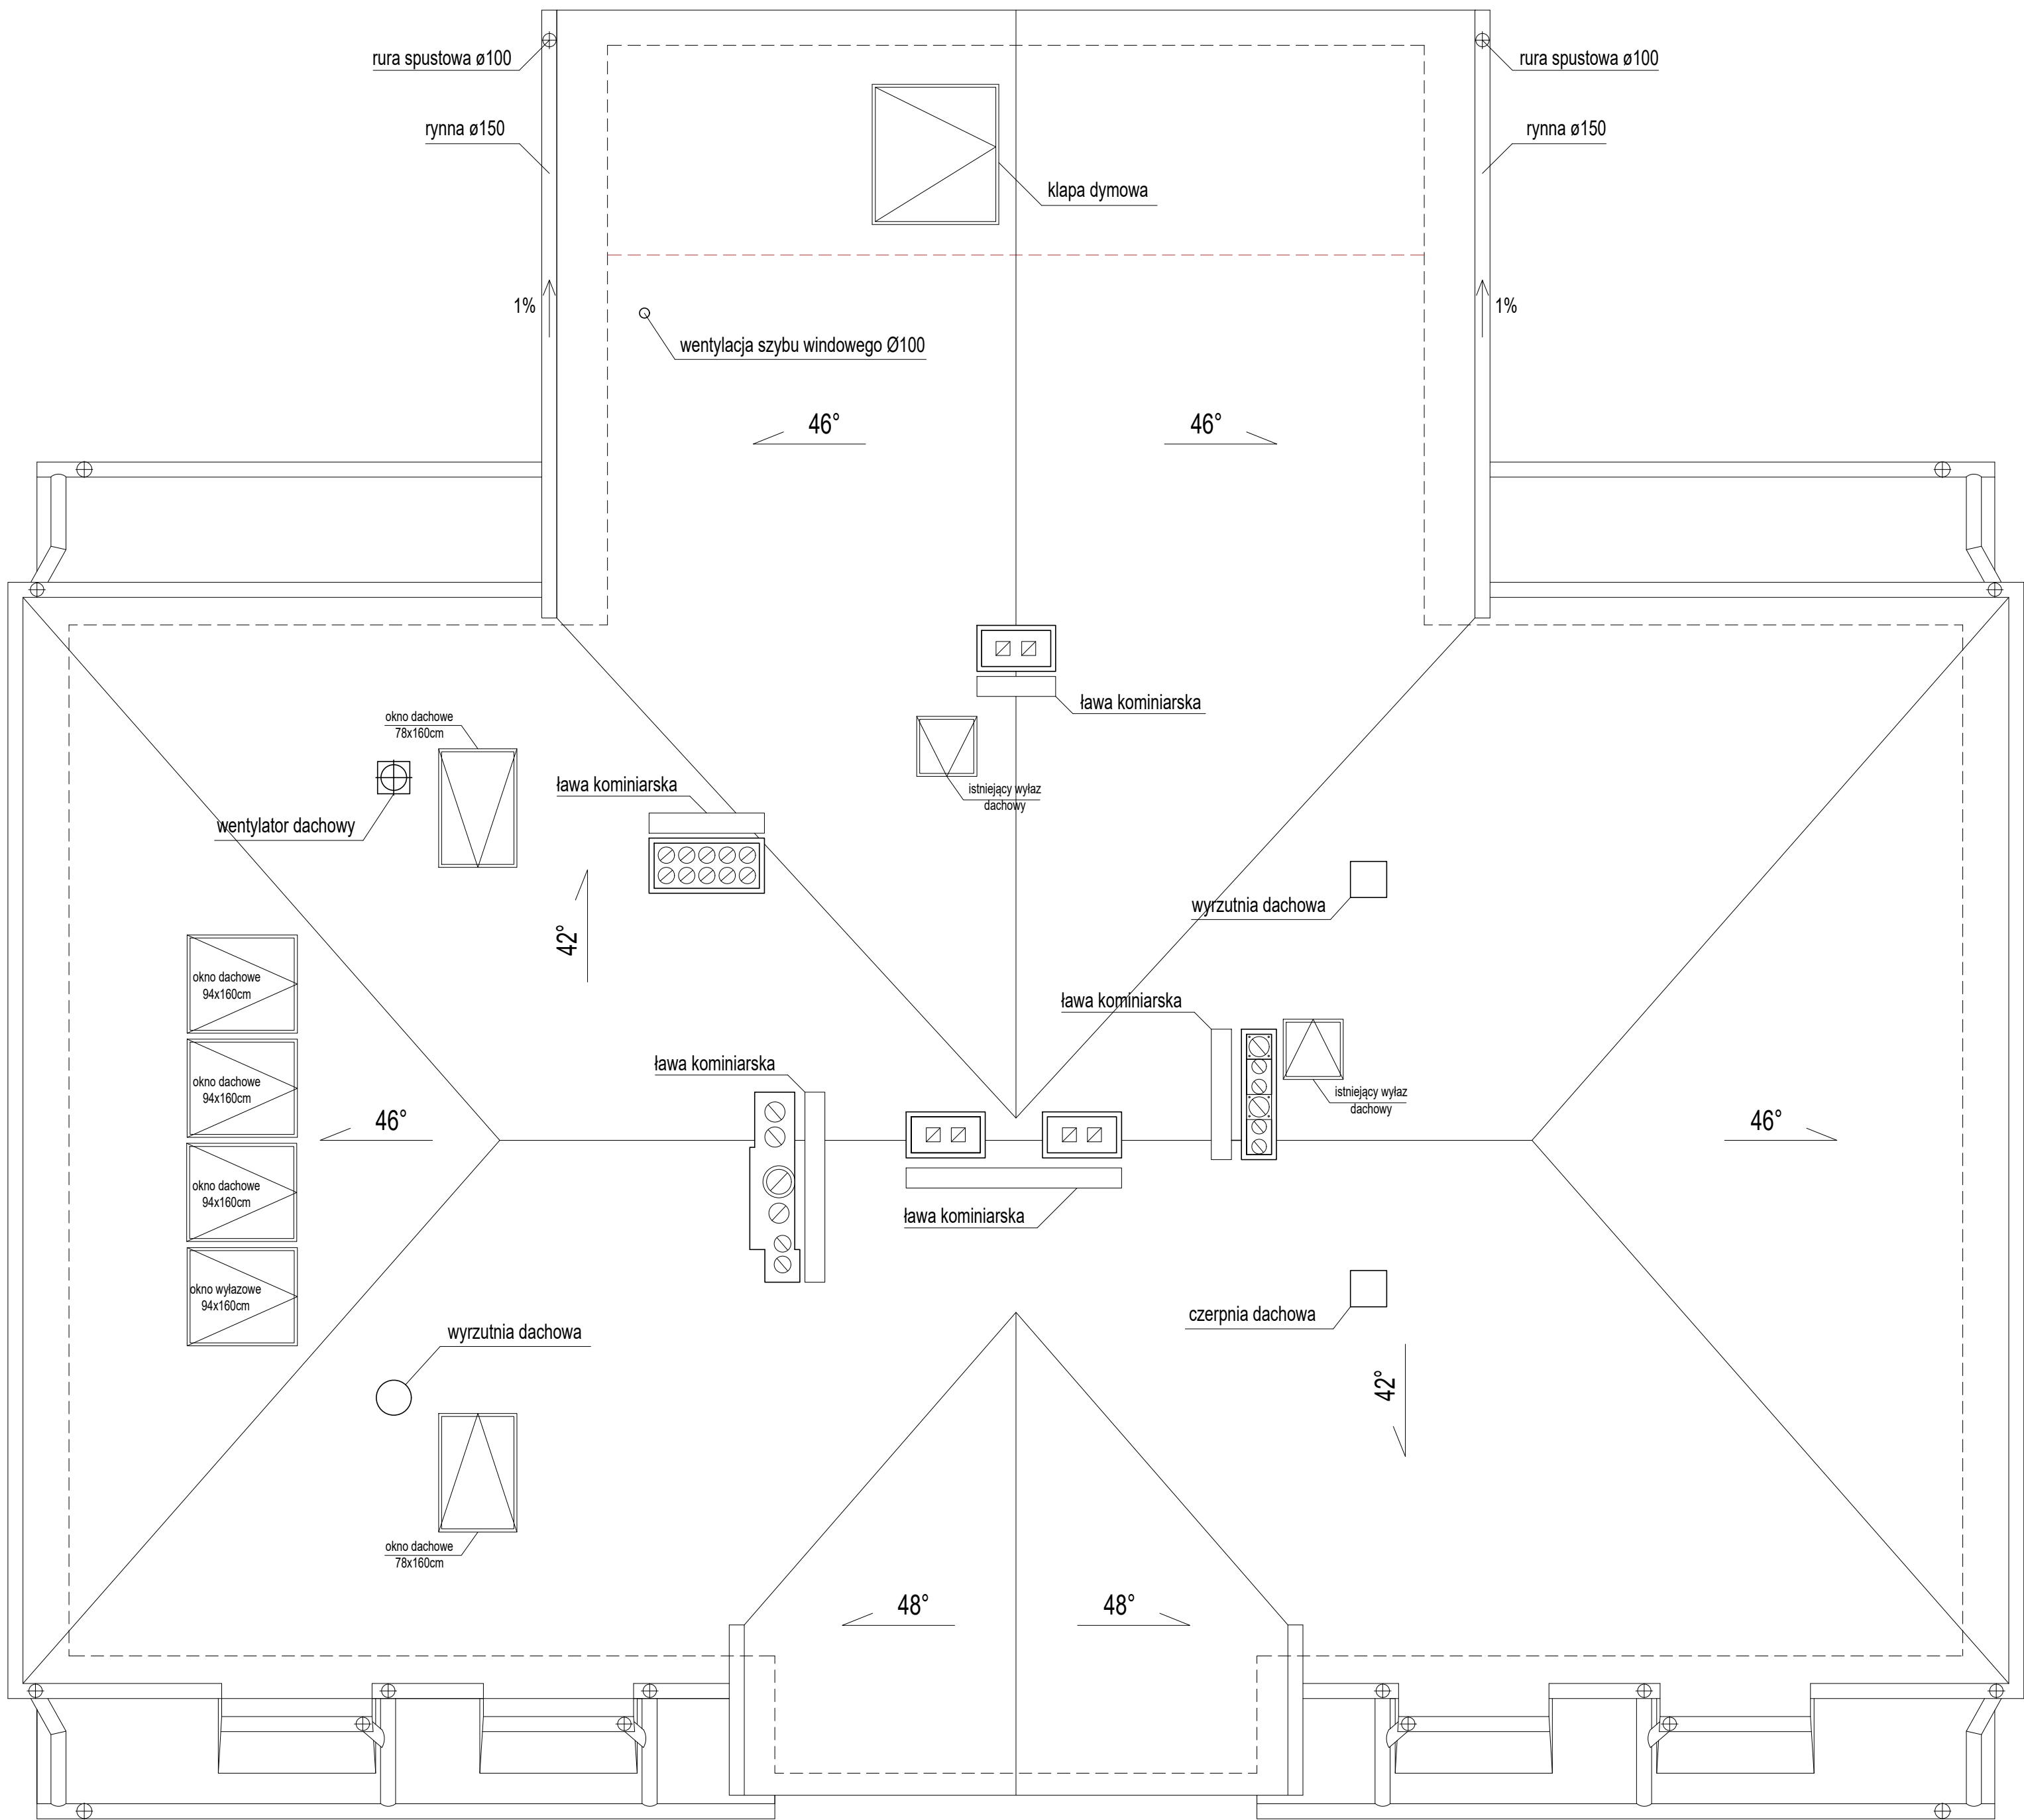 rura spustowa ø100
rura spustowa ø100
rynna ø150
rynna ø150
klapa dymowa
1%
1%
wentylacja szybu windowego Ø100
46°
46°
ława kominiarska
okno dachowe
78x160cm
ława kominiarska
istniejący wyłaz
dachowy
wentylator dachowy
wyrzutnia dachowa
42°
okno dachowe
94x160cm
ława kominiarska
ława kominiarska
okno dachowe
94x160cm
istniejący wyłaz
dachowy
46°
46°
okno dachowe
94x160cm
ława kominiarska
okno wyłazowe
94x160cm
czerpnia dachowa
wyrzutnia dachowa
42°
okno dachowe
78x160cm
48°
48°